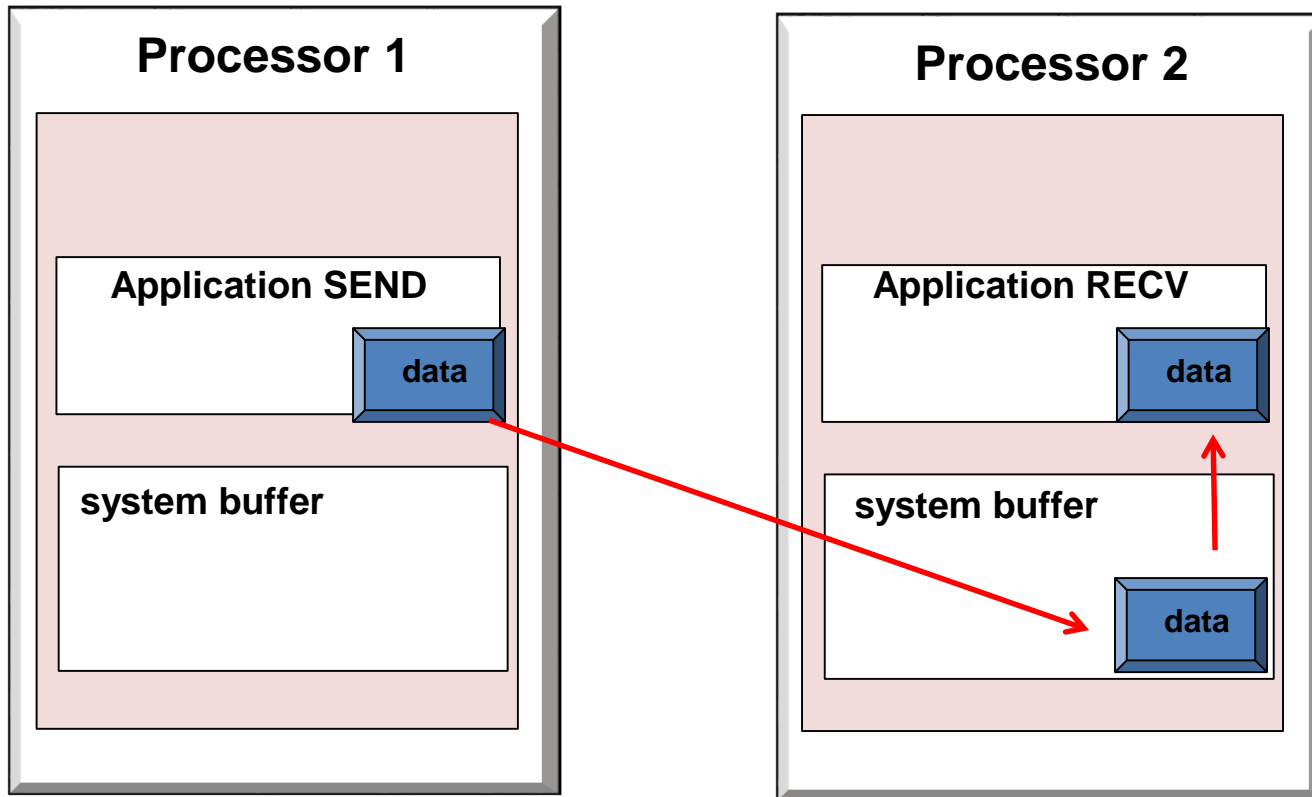 Processor 1
Application SEND
data
system buffer
Processor 2
Application RECV
data
system buffer
data